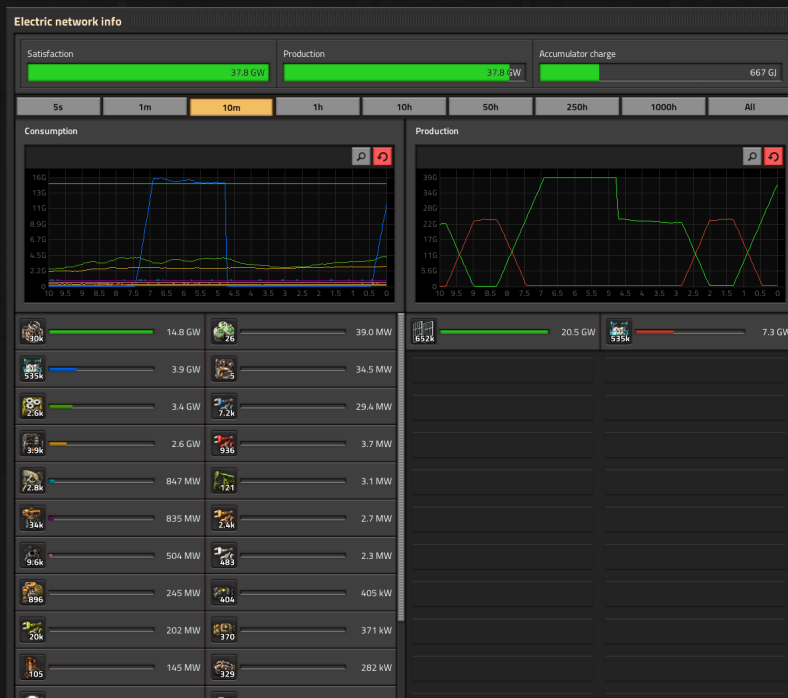 Electric network info
Satisfaction
37.8 GW
Production
37.8 GW
Accumulator charge
667 GJ
5s 1m 10m 1h 10h 50h 250h 1000h All
Consumption
16G
13G
11G
8.9G
6.7G
4.5G
2.2G
0
10 9.5 9 8.5 8 7.5 7 6.5 6 5.5 5 4.5 4 3.5 3 2.5 2 1.5 1 0.5 0
30k 14.8 GW 26 39.0 MW
535k 3.9 GW 5 34.5 MW
2.6k 3.4 GW 7.2k 29.4 MW
3.9k 2.6 GW 936 3.7 MW
2.8k 847 MW 121 3.1 MW
34k 835 MW 2.4k 2.7 MW
9.6k 504 MW 483 2.3 MW
896 245 MW 404 405 kW
20k 202 MW 370 371 kW
105 145 MW 329 282 kW
Production
39G
34G
28G
22G
17G
11G
5.6G
0
10 9.5 9 8.5 8 7.5 7 6.5 6 5.5 5 4.5 4 3.5 3 2.5 2 1.5 1 0.5 0
652k 20.5 GW 535k 7.3 GW